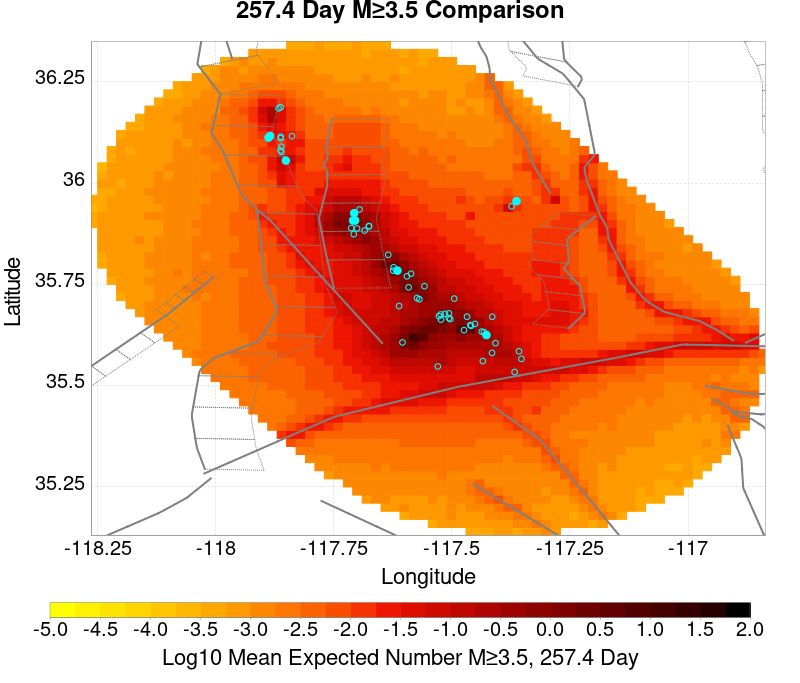 257.4 Day M≥3.5 Comparison
36.25
36
35.75
35.5
35.25
Latitude
-118.25 -118 -117.75 -117.5 -117.25 -117
Longitude
-5.0 -4.5 -4.0 -3.5 -3.0 -2.5 -2.0 -1.5 -1.0 -0.5 0.0 0.5 1.0 1.5 2.0
Log10 Mean Expected Number M≥3.5, 257.4 Day